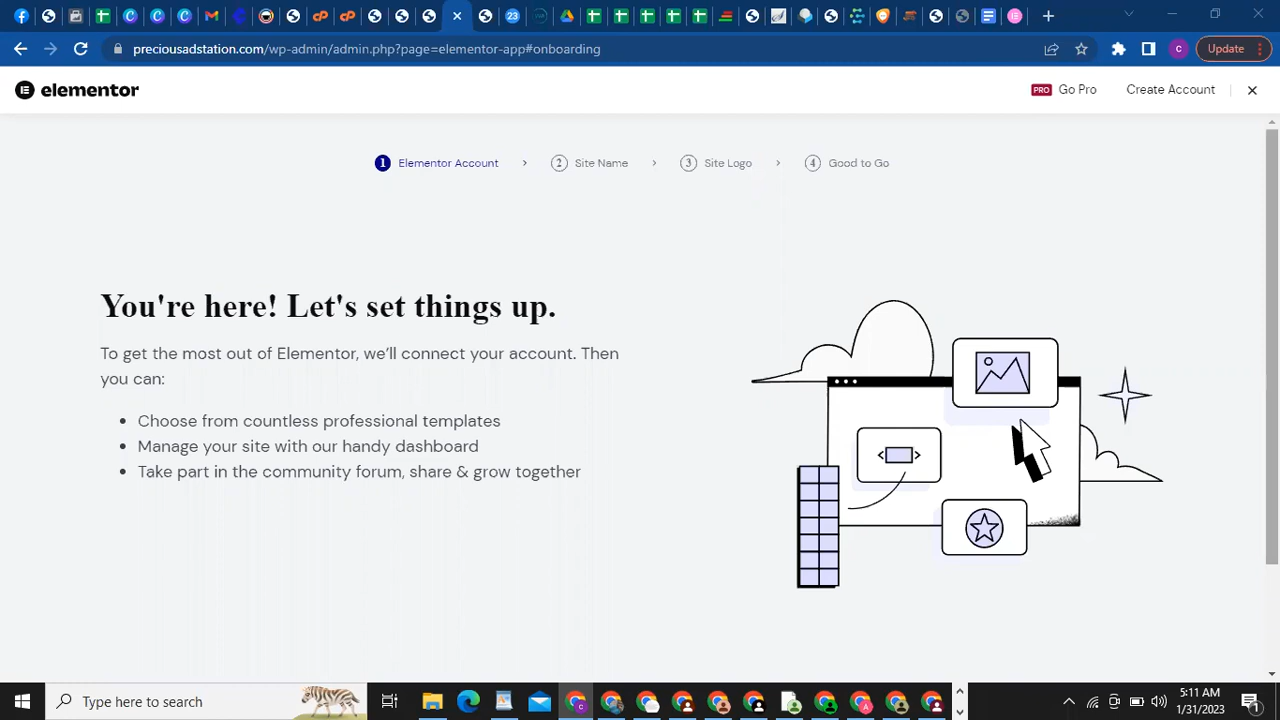 23
preciousadstation.com/wp-admin/admin.php?page=elementor-app#onboarding
c
Update
elementor
PRO Go Pro
Create Account
1 Elementor Account
2 Site Name
3 Site Logo
4 Good to Go
You're here! Let's set things up.
To get the most out of Elementor, we'll connect your account. Then
you can:
• Choose from countless professional templates
• Manage your site with our handy dashboard
• Take part in the community forum, share & grow together
Type here to search
5:11 AM
1/31/2023
1